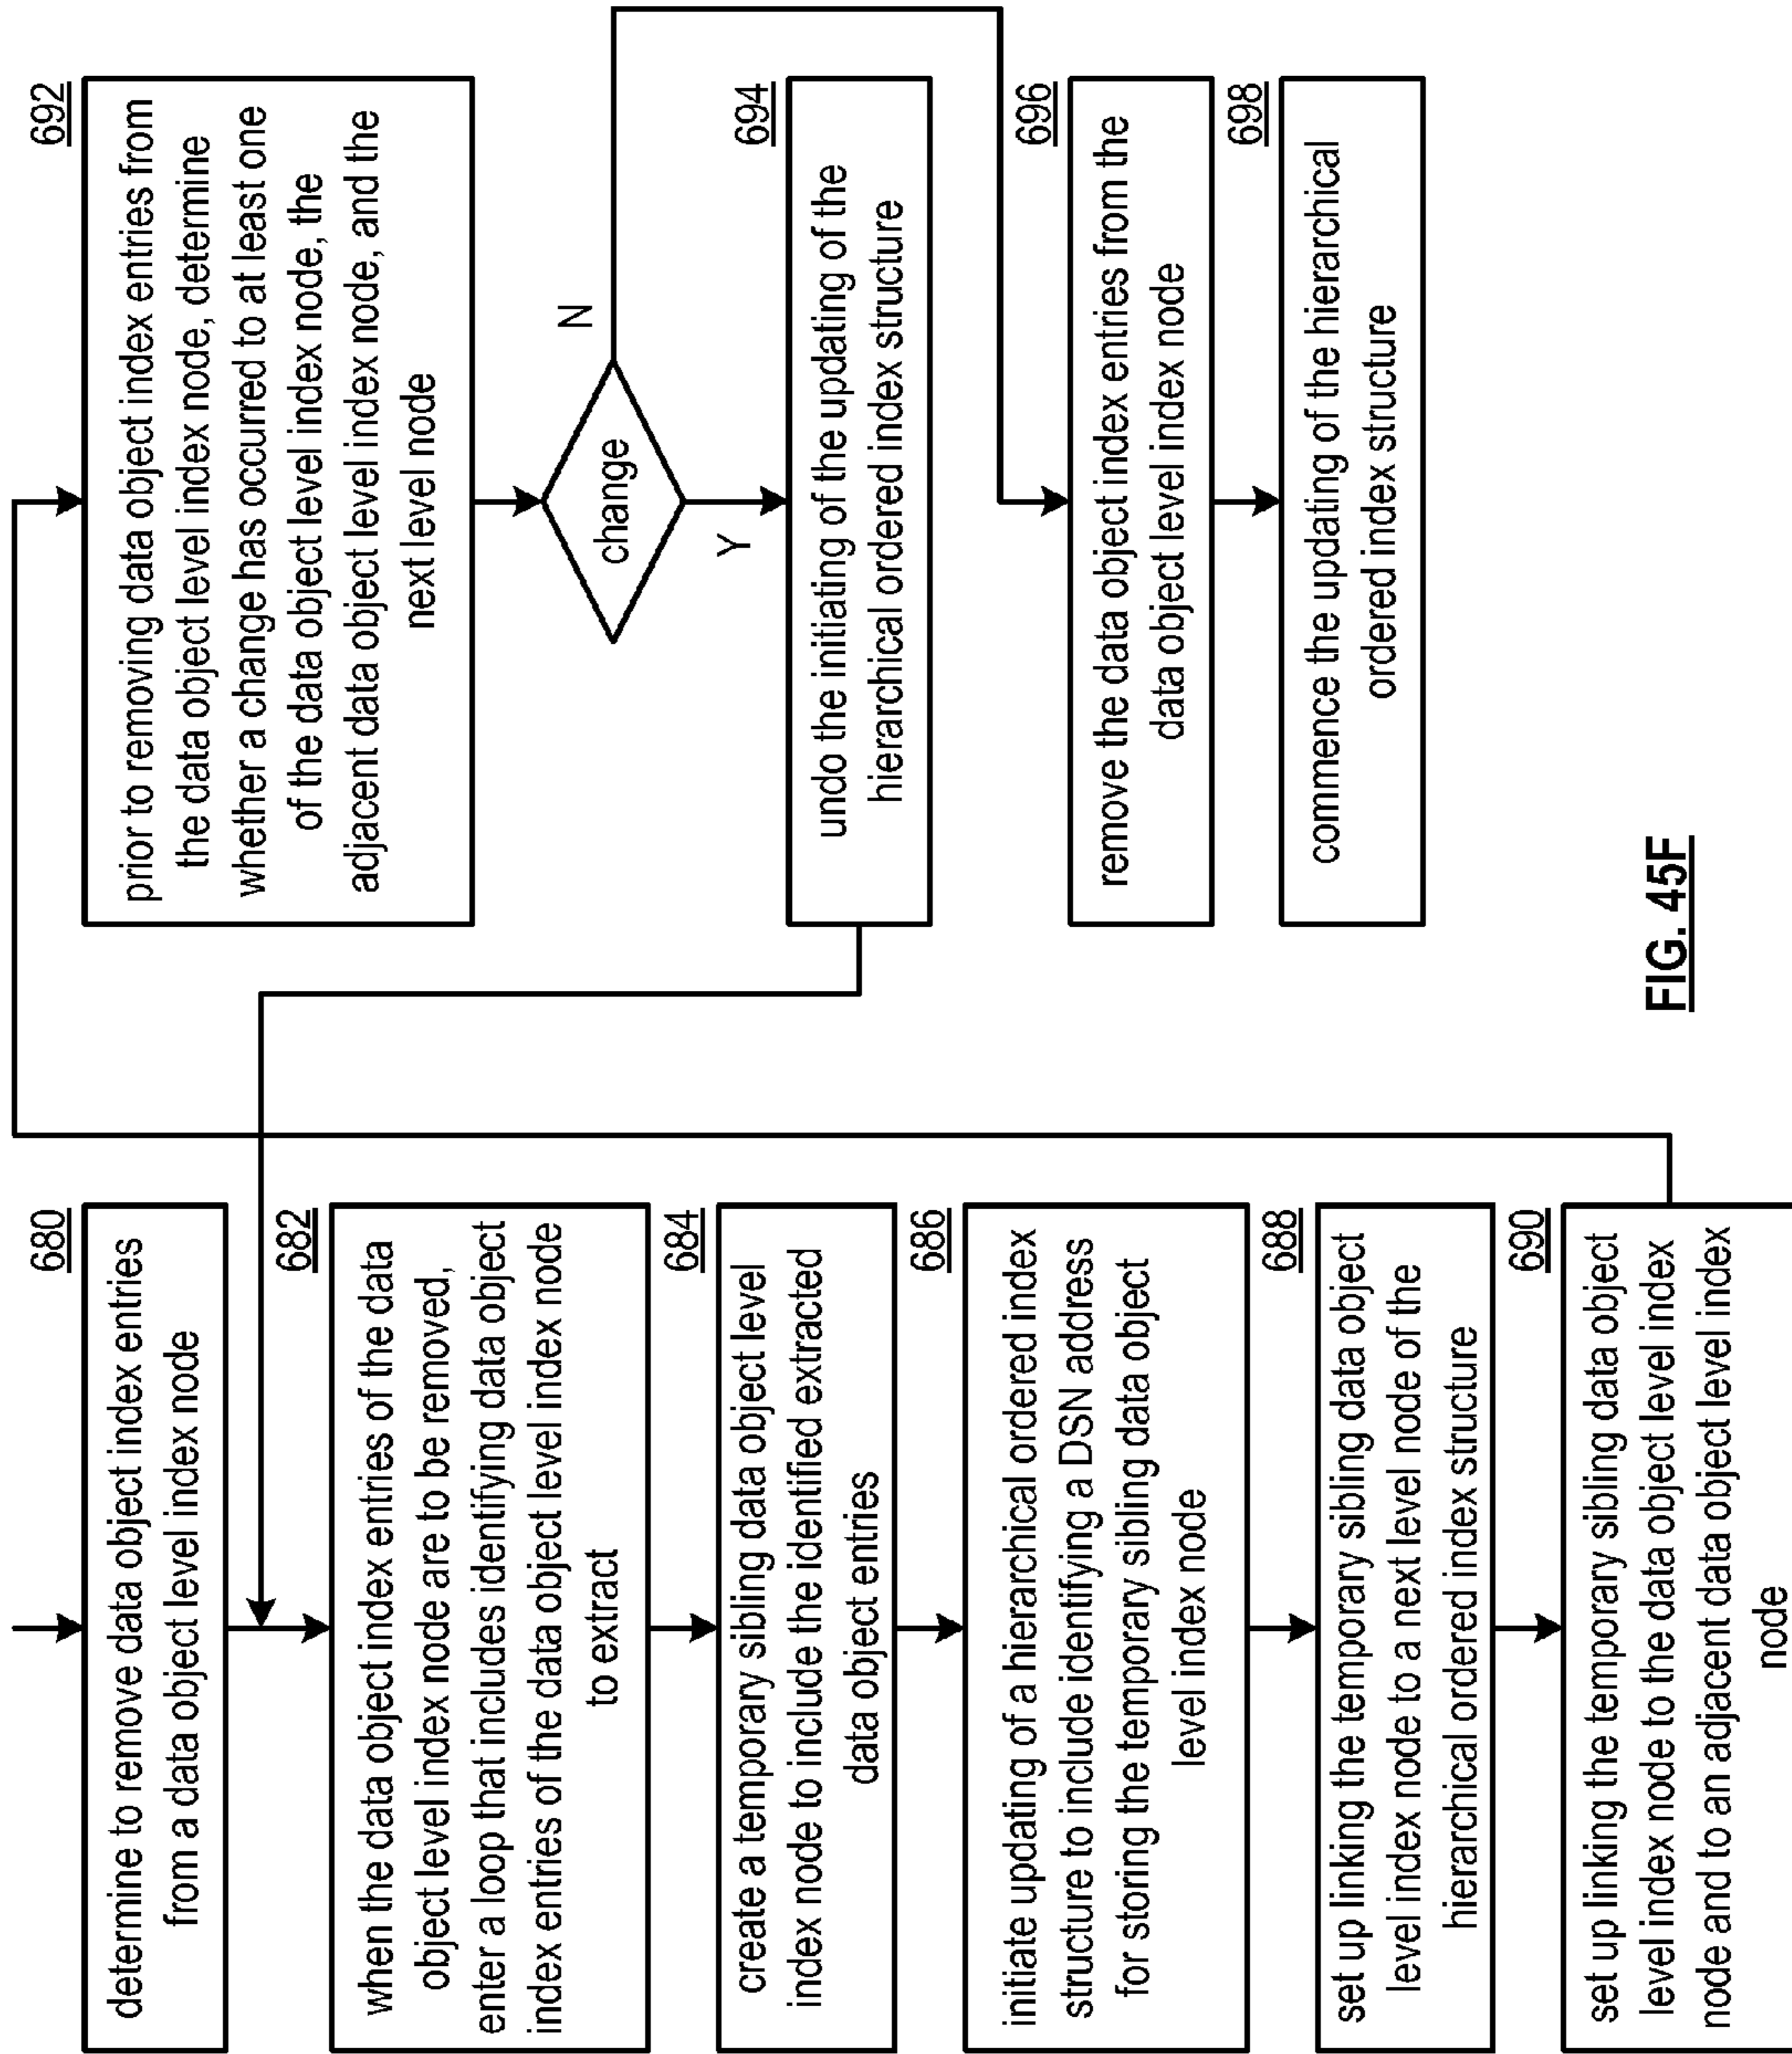 680
determine to remove data object index entries
from a data object level index node
682
when the data object index entries of the data
object level index node are to be removed,
enter a loop that includes identifying data object
index entries of the data object level index node
to extract
684
create a temporary sibling data object level
index node to include the identified extracted
data object entries
686
initiate updating of a hierarchical ordered index
structure to include identifying a DSN address
for storing the temporary sibling data object
level index node
688
set up linking the temporary sibling data object
level index node to a next level node of the
hierarchical ordered index structure
690
set up linking the temporary sibling data object
level index node to the data object level index
node and to an adjacent data object level index
node
692
prior to removing data object index entries from
the data object level index node, determine
whether a change has occurred to at least one
of the data object level index node, the
adjacent data object level index node, and the
next level node
change
N
Y
694
undo the initiating of the updating of the
hierarchical ordered index structure
696
remove the data object index entries from the
data object level index node
698
commence the updating of the hierarchical
ordered index structure
FIG. 45F